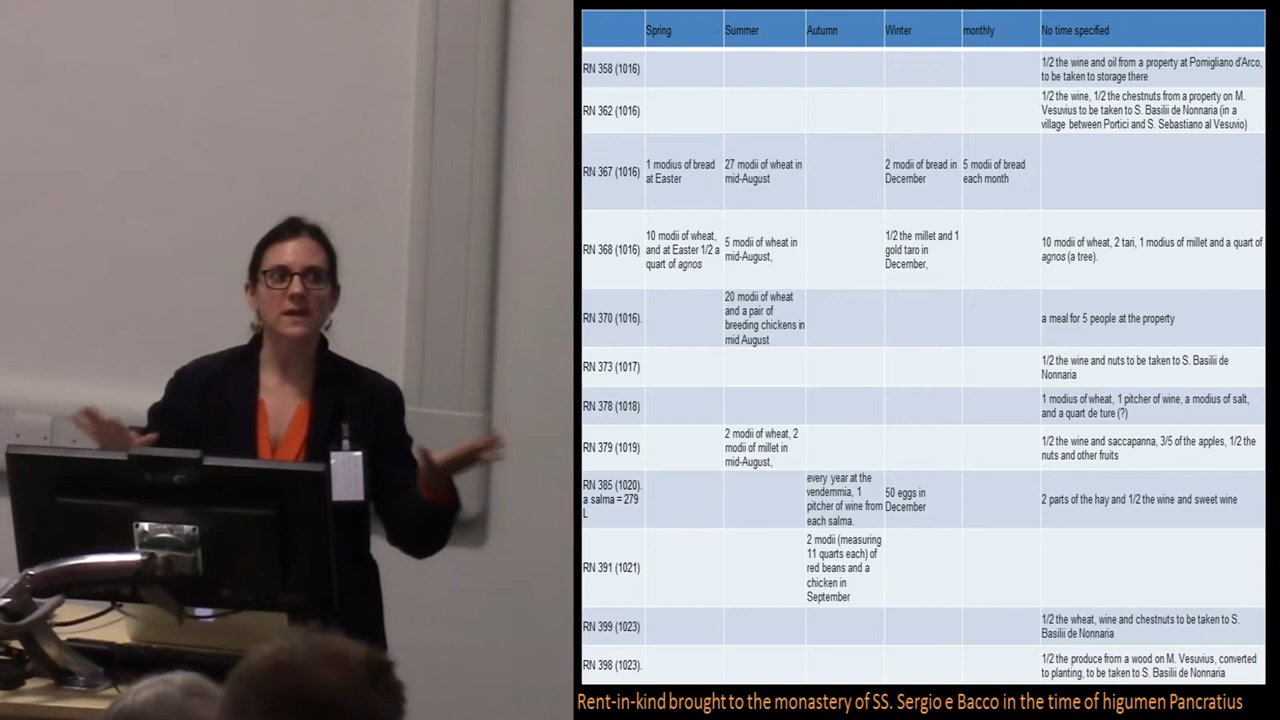 Spring Summer Autumn Winter monthly No time specified
RN 358 (1016)
1/2 the wine and oil from a property at Pomigliano d'Arco,
to be taken to storage there
RN 362 (1016)
1/2 the wine, 1/2 the chestnuts from a property on M.
Vesuvius to be taken to S. Basilii de Nonnaria (in a
village between Portici and S. Sebastiano al Vesuvio)
RN 367 (1016)
1 modius of bread
at Easter
27 modii of wheat in
mid-August
2 modii of bread in
December
5 modii of bread
each month
RN 368 (1016)
10 modii of wheat,
and at Easter 1/2 a
quart of agnos
5 modii of wheat in
mid-August,
1/2 the millet and 1
gold taro in
December,
10 modii of wheat, 2 tari, 1 modius of millet and a quart of
agnos (a tree).
RN 370 (1016).
20 modii of wheat
and a pair of
breeding chickens in
mid August
a meal for 5 people at the property
RN 373 (1017)
1/2 the wine and nuts to be taken to S. Basilii de
Nonnaria
RN 378 (1018)
1 modius of wheat, 1 pitcher of wine, a modius of salt,
and a quart de ture (?)
RN 379 (1019)
2 modii of wheat, 2
modii of millet in
mid-August,
1/2 the wine and saccapanna, 3/5 of the apples, 1/2 the
nuts and other fruits
RN 385 (1020).
a salma = 279
L
every year at the
vendemmia, 1
pitcher of wine from
each salma.
50 eggs in
December
2 parts of the hay and 1/2 the wine and sweet wine
RN 391 (1021)
2 modii (measuring
11 quarts each) of
red beans and a
chicken in
September
RN 399 (1023)
1/2 the wheat, wine and chestnuts to be taken to S.
Basilii de Nonnaria
RN 398 (1023).
1/2 the produce from a wood on M. Vesuvius, converted
to planting, to be taken to S. Basilii de Nonnaria
Rent-in-kind brought to the monastery of SS. Sergio e Bacco in the time of higumen Pancratius